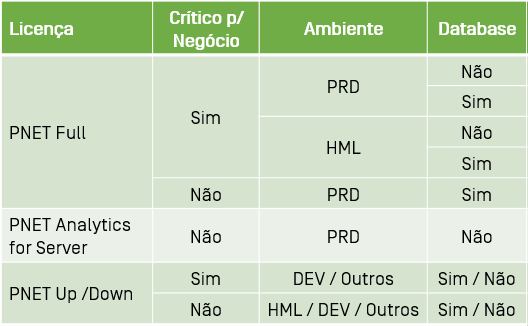 Licença
Crítico p/
Negócio
Ambiente
Database
PNET Full
Sim
PRD
Não
Sim
HML
Não
Sim
Não
PRD
Sim
PNET Analytics
for Server
Não
PRD
Não
PNET Up /Down
Sim
DEV / Outros
Sim / Não
Não
HML / DEV / Outros
Sim / Não